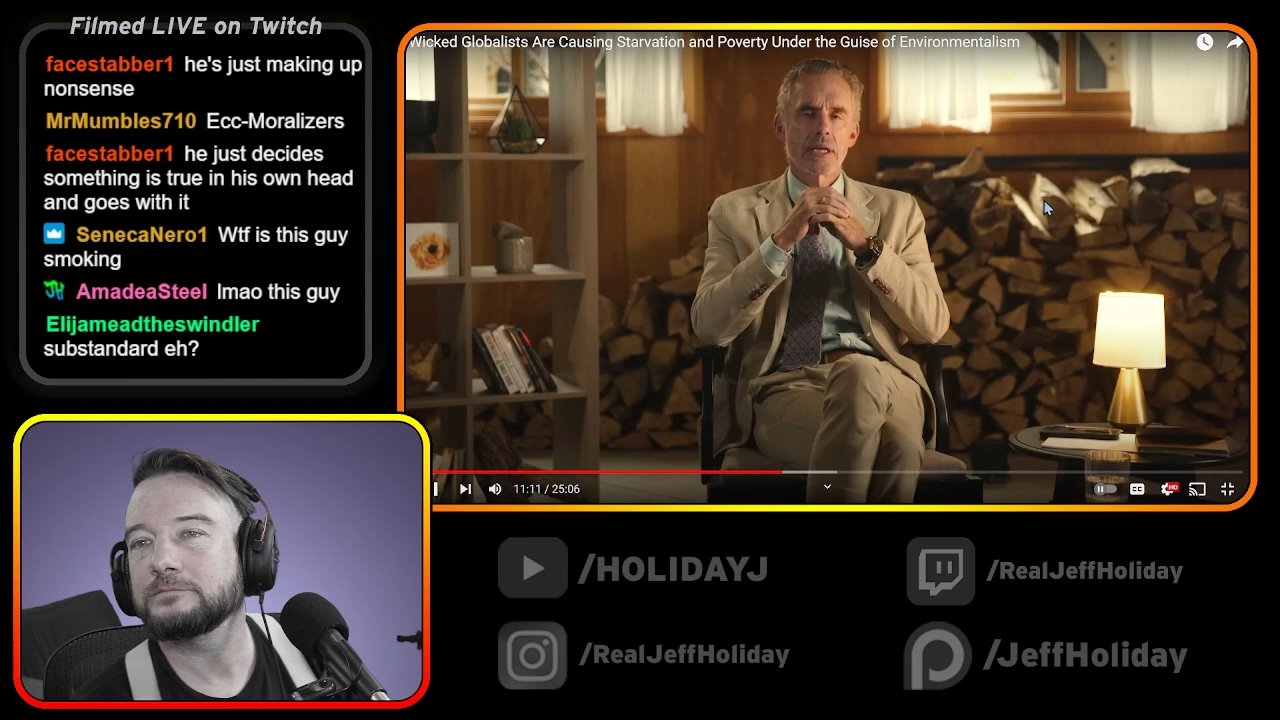 Filmed LIVE on Twitch
facestabber1 he's just making up
nonsense
MrMumbles710 Ecc-Moralizers
facestabber1 he just decides
something is true in his own head
and goes with it
SenecaNero1 Wtf is this guy
smoking
AmadeaSteel lmao this guy
Elijameadtheswindler
substandard eh?
Wicked Globalists Are Causing Starvation and Poverty Under the Guise of Environmentalism
11:11 / 25:06
CC
HD
/HOLIDAYJ
/RealJeffHoliday
/RealJeffHoliday
/JeffHoliday